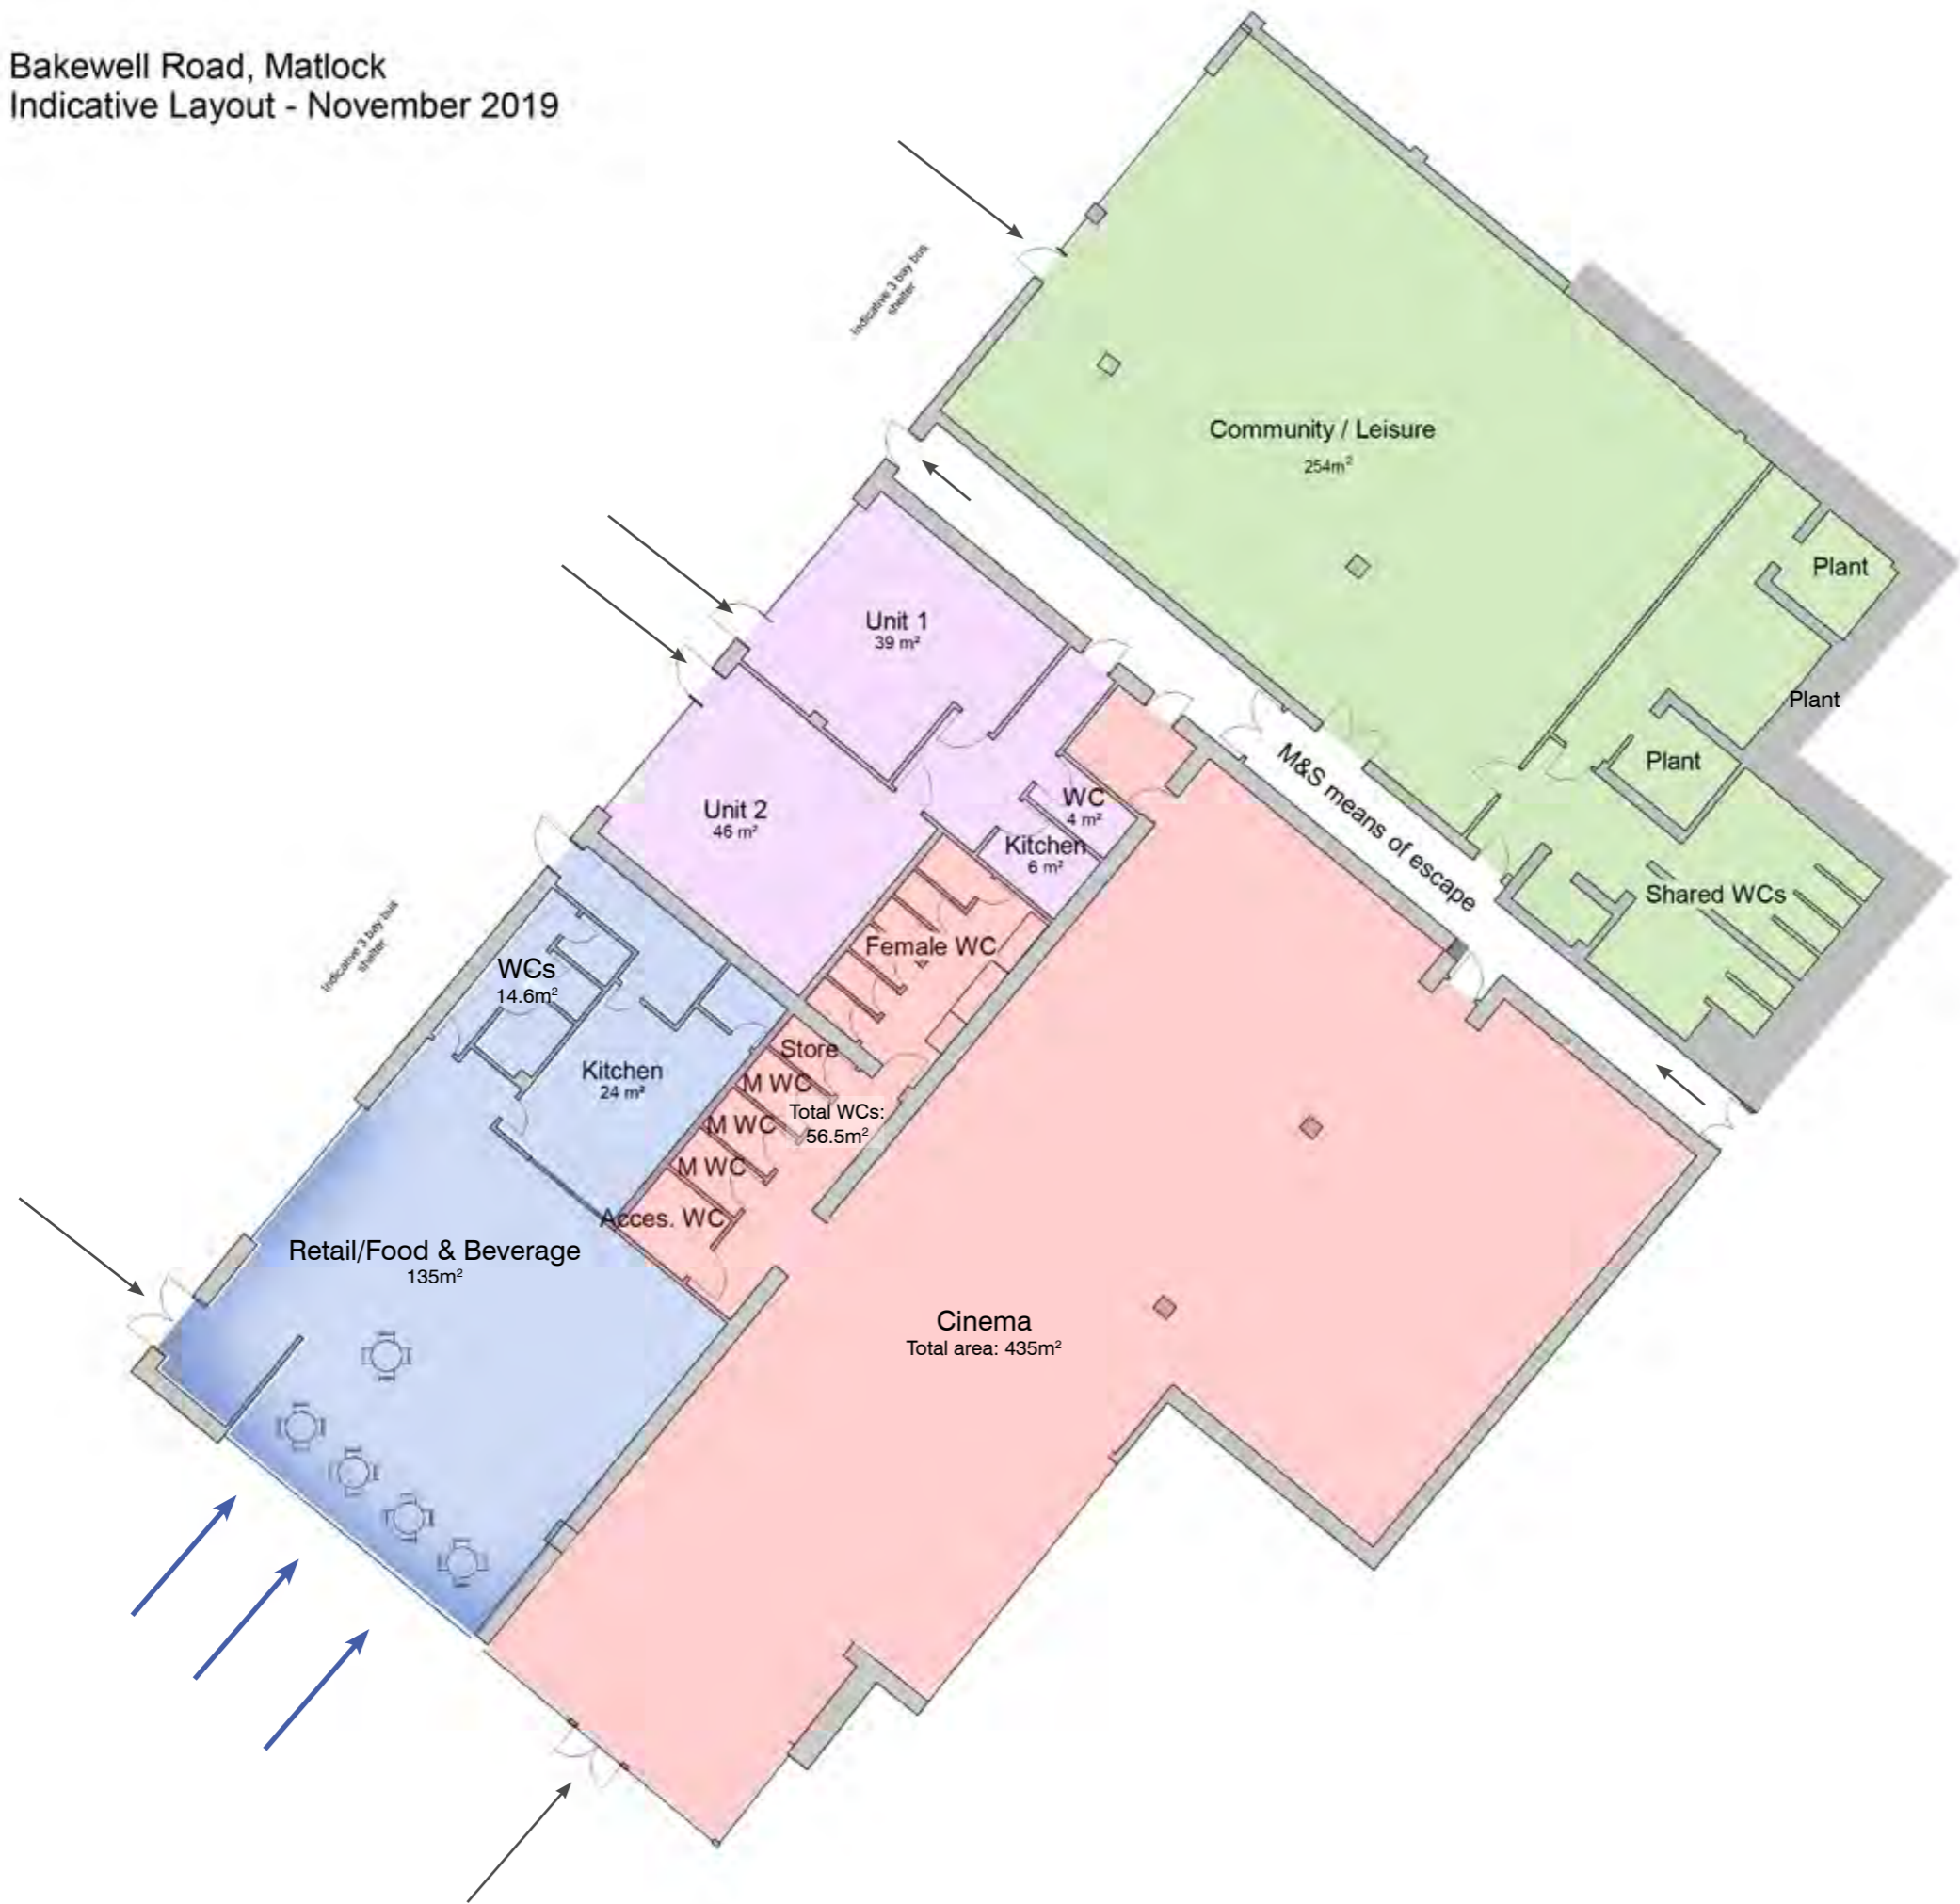 Bakewell Road, Matlock
Indicative Layout - November 2019
Indicative 3 bay bus
shelter
Community / Leisure
254m²
Plant
Plant
Plant
Shared WCs
M&S means of escape
Unit 1
39 m²
Unit 2
46 m²
WC
4 m²
Kitchen
6 m²
Female WC
Indicative 3 bay bus
shelter
WCs
14.6m²
Kitchen
24 m²
Store
M WC
Total WCs:
56.5m²
M WC
M WC
Acces. WC
Retail/Food & Beverage
135m²
Cinema
Total area: 435m²